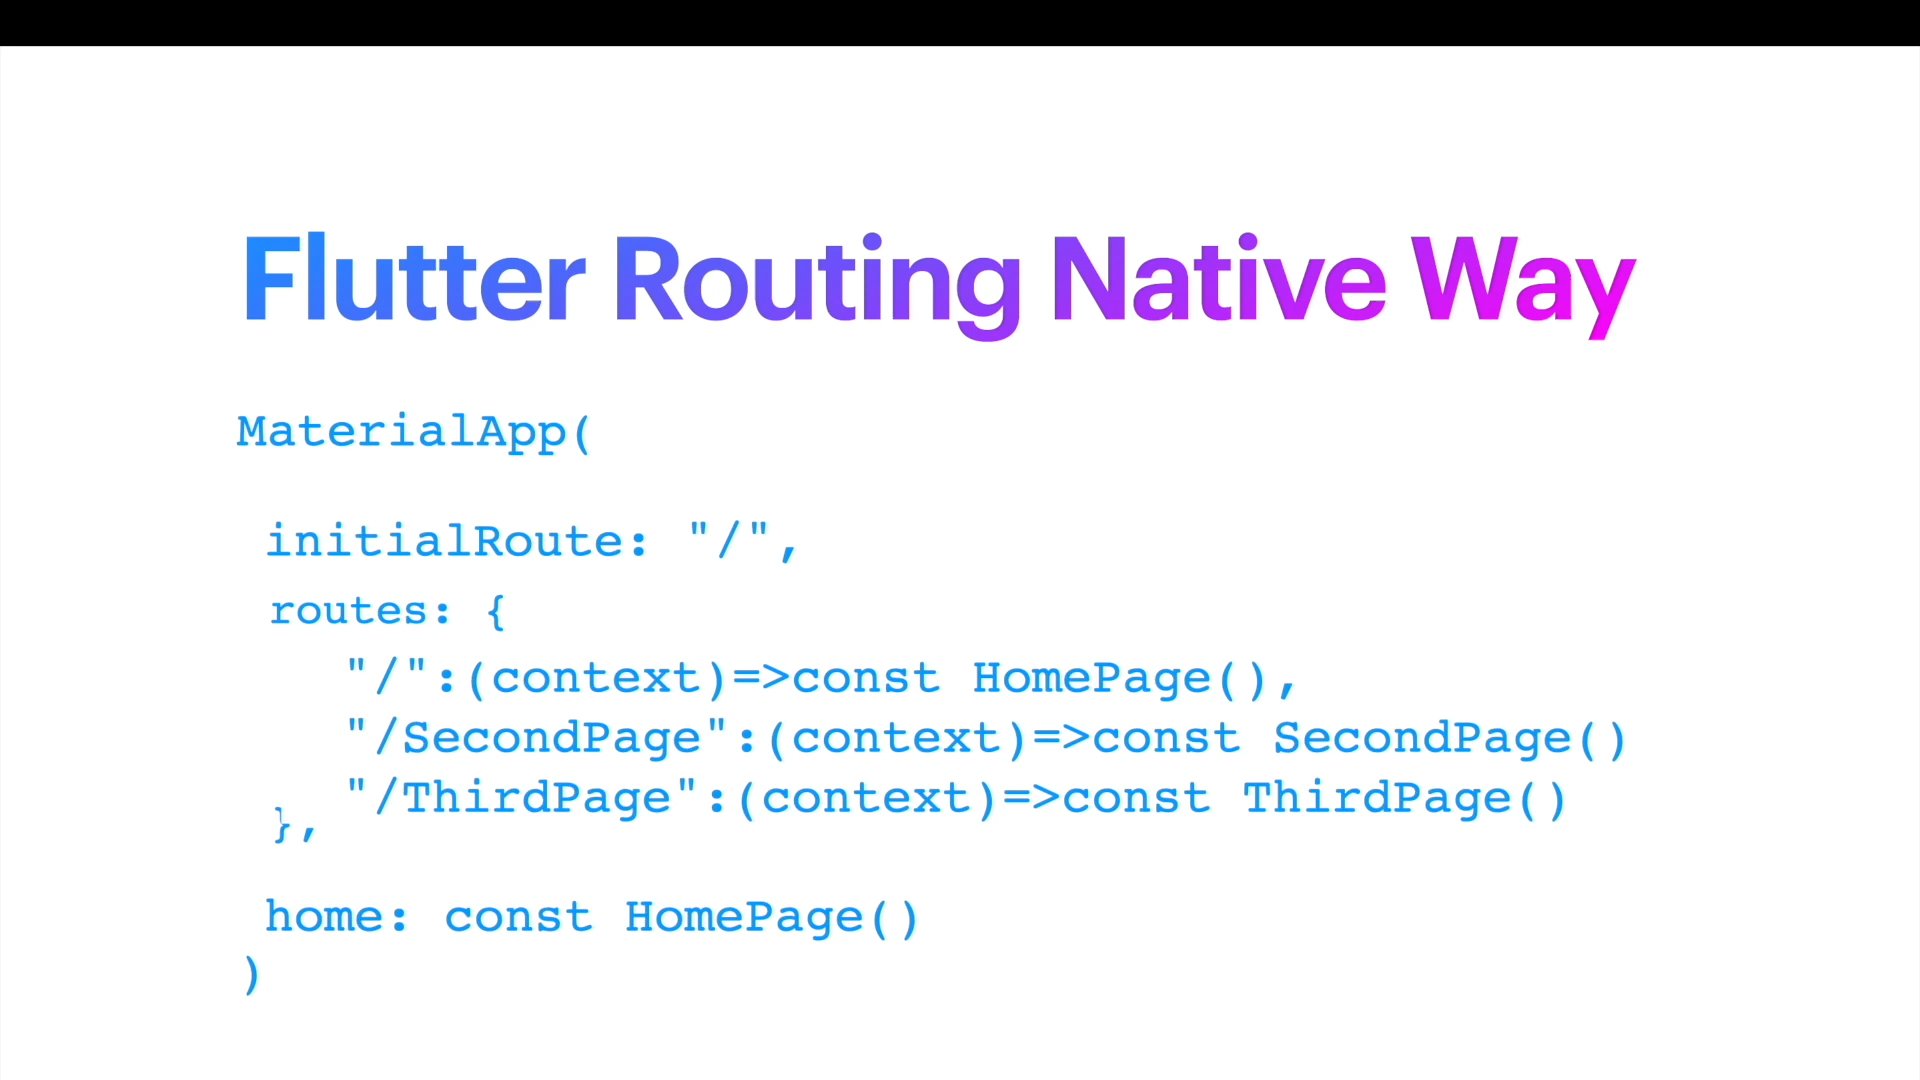 Flutter Routing Native Way
MaterialApp(
initialRoute: "/",
routes: {
"/":(context)=>const HomePage(),
"/SecondPage":(context)=>const SecondPage()
"/ThirdPage":(context)=>const ThirdPage()
},
home: const HomePage()
)